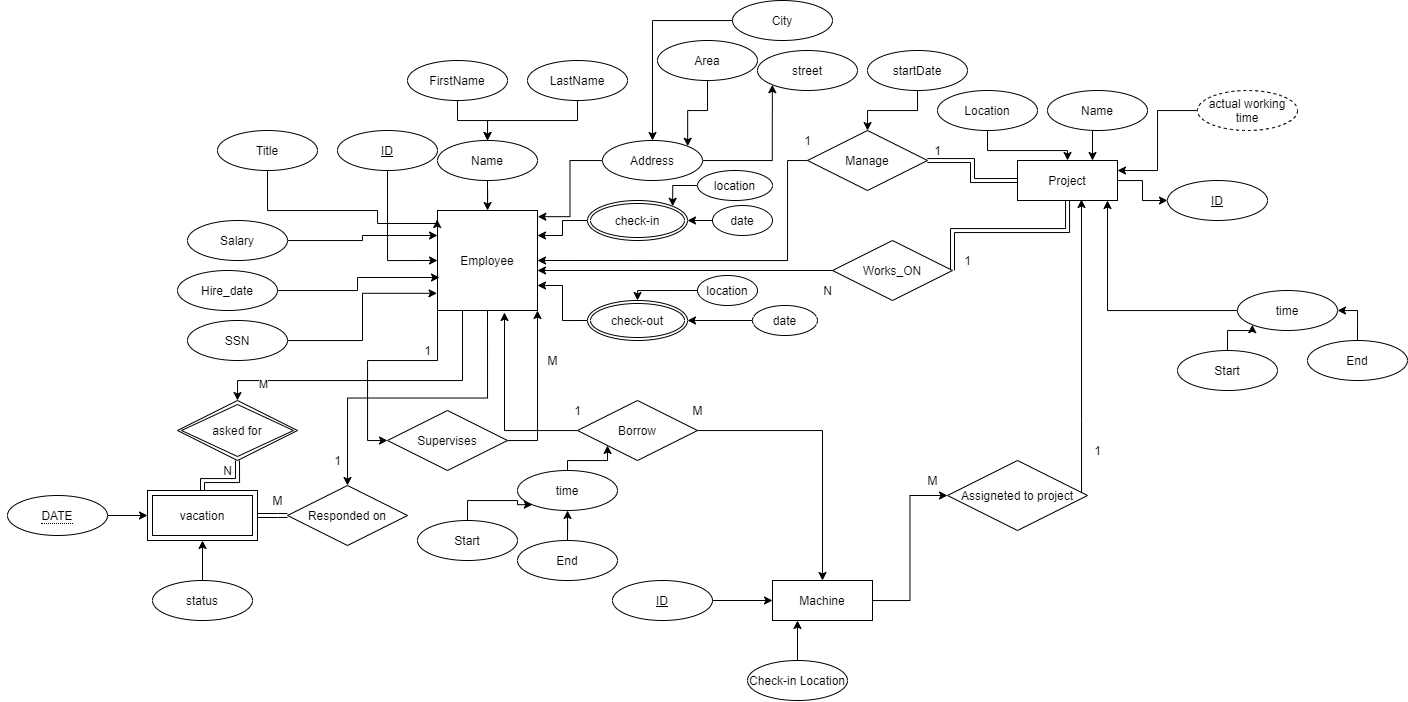 City
Area
street
startDate
FirstName
LastName
Location
Name
actual working
time
Title
ID
Name
Address
1
Manage
1
Project
ID
location
check-in
date
Salary
Employee
Works_ON
1
N
Hire_date
location
check-out
date
SSN
time
Start
End
1
M
M
asked for
Supervises
1
Borrow
M
N
1
M
1
DATE
vacation
M
Responded on
time
Start
End
Assigneted to project
status
ID
Machine
Check-in Location